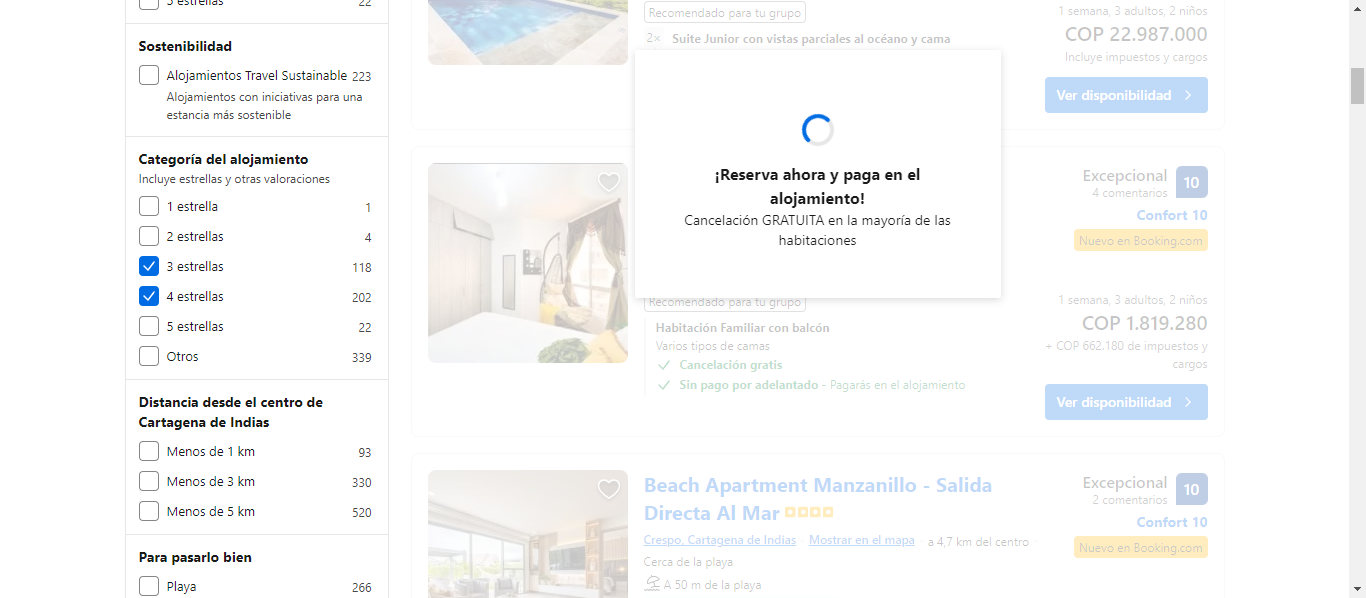 5 estrellas 22
Sostenibilidad
Alojamientos Travel Sustainable 223
Alojamientos con iniciativas para una
estancia más sostenible
Categoría del alojamiento
Incluye estrellas y otras valoraciones
1 estrella 1
2 estrellas 4
3 estrellas 118
4 estrellas 202
5 estrellas 22
Otros 339
Distancia desde el centro de
Cartagena de Indias
Menos de 1 km 93
Menos de 3 km 330
Menos de 5 km 520
Para pasarlo bien
Playa 266
Recomendado para tu grupo
2× Suite Junior con vistas parciales al océano y cama
1 semana, 3 adultos, 2 niños
COP 22.987.000
Incluye impuestos y cargos
Ver disponibilidad
¡Reserva ahora y paga en el
alojamiento!
Cancelación GRATUITA en la mayoría de las
habitaciones
Excepcional 10
4 comentarios
Confort 10
Nuevo en Booking.com
Recomendado para tu grupo
Habitación Familiar con balcón
Varios tipos de camas
Cancelación gratis
Sin pago por adelantado - Pagarás en el alojamiento
1 semana, 3 adultos, 2 niños
COP 1.819.280
+ COP 662.180 de impuestos y
cargos
Ver disponibilidad
Beach Apartment Manzanillo - Salida
Directa Al Mar
Crespo, Cartagena de Indias Mostrar en el mapa a 4,7 km del centro
Cerca de la playa
A 50 m de la playa
Excepcional 10
2 comentarios
Confort 10
Nuevo en Booking.com